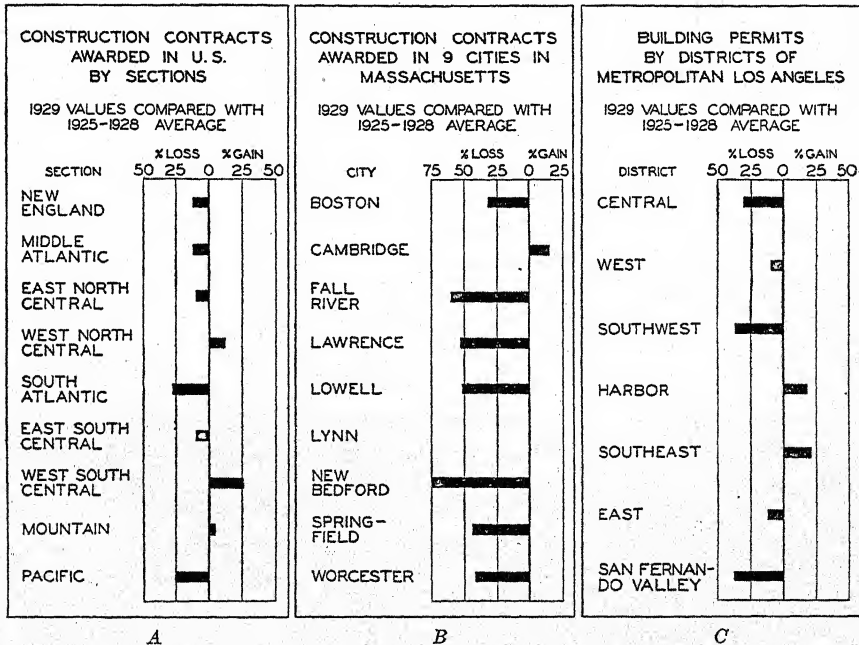 CONSTRUCTION CONTRACTS
AWARDED IN U.S.
BY SECTIONS
1929 VALUES COMPARED WITH
1925-1928 AVERAGE
% LOSS % GAIN
SECTION 50 25 0 25 50
NEW
ENGLAND
MIDDLE
ATLANTIC
EAST NORTH
CENTRAL
WEST NORTH
CENTRAL
SOUTH
ATLANTIC
EAST SOUTH
CENTRAL
WEST SOUTH
CENTRAL
MOUNTAIN
PACIFIC
A
CONSTRUCTION CONTRACTS
AWARDED IN 9 CITIES IN
MASSACHUSETTS
1929 VALUES COMPARED WITH
1925-1928 AVERAGE
% LOSS % GAIN
CITY 75 50 25 0 25
BOSTON
CAMBRIDGE
FALL
RIVER
LAWRENCE
LOWELL
LYNN
NEW
BEDFORD
SPRING-
FIELD
WORCESTER
B
BUILDING PERMITS
BY DISTRICTS OF
METROPOLITAN LOS ANGELES
1929 VALUES COMPARED WITH
1925-1928 AVERAGE
% LOSS % GAIN
DISTRICT 50 25 0 25 50
CENTRAL
WEST
SOUTHWEST
HARBOR
SOUTHEAST
EAST
SAN FERNAN-
DO VALLEY
C